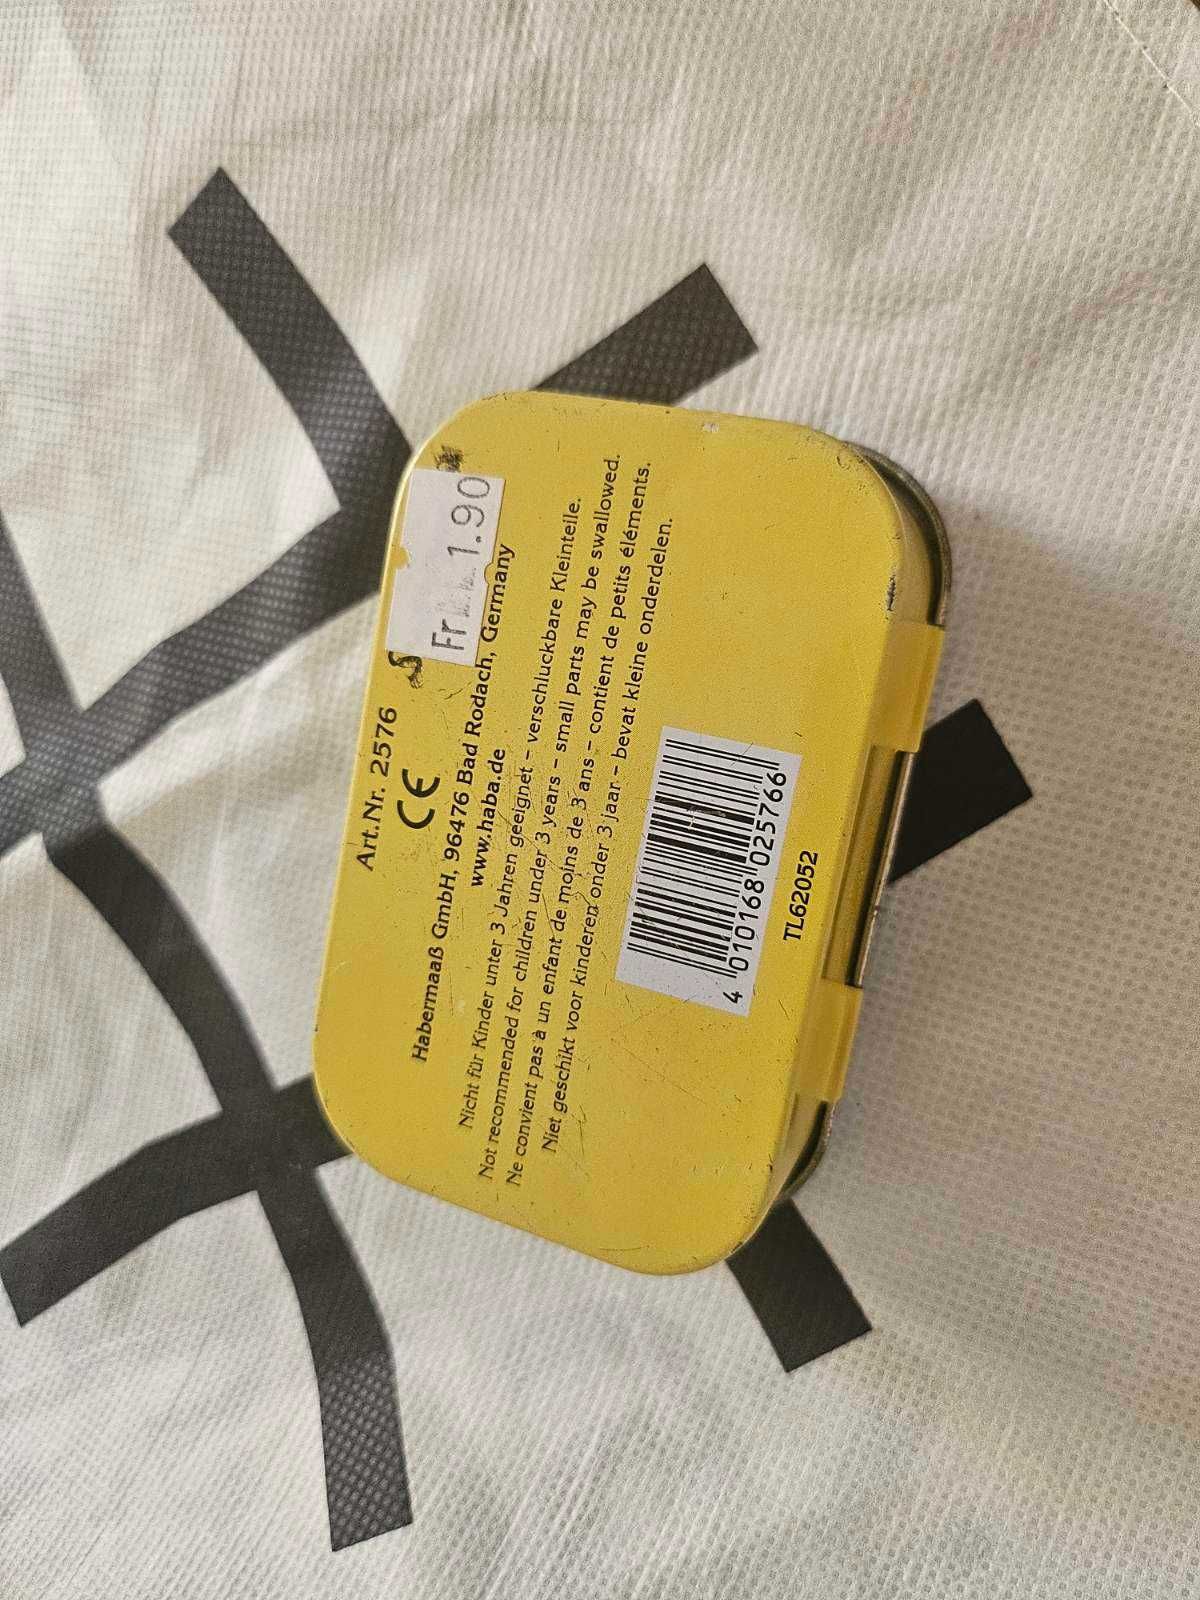 Art.Nr. 2576
Fr. 1.90
CE
Habermaaß GmbH, 96476 Bad Rodach, Germany
www.haba.de
Nicht für Kinder unter 3 Jahren geeignet – verschluckbare Kleinteile.
Not recommended for children under 3 years – small parts may be swallowed.
Ne convient pas à un enfant de moins de 3 ans – contient de petits éléments.
Niet geschikt voor kinderen onder 3 jaar – bevat kleine onderdelen.
4 010168 025766
TL62052